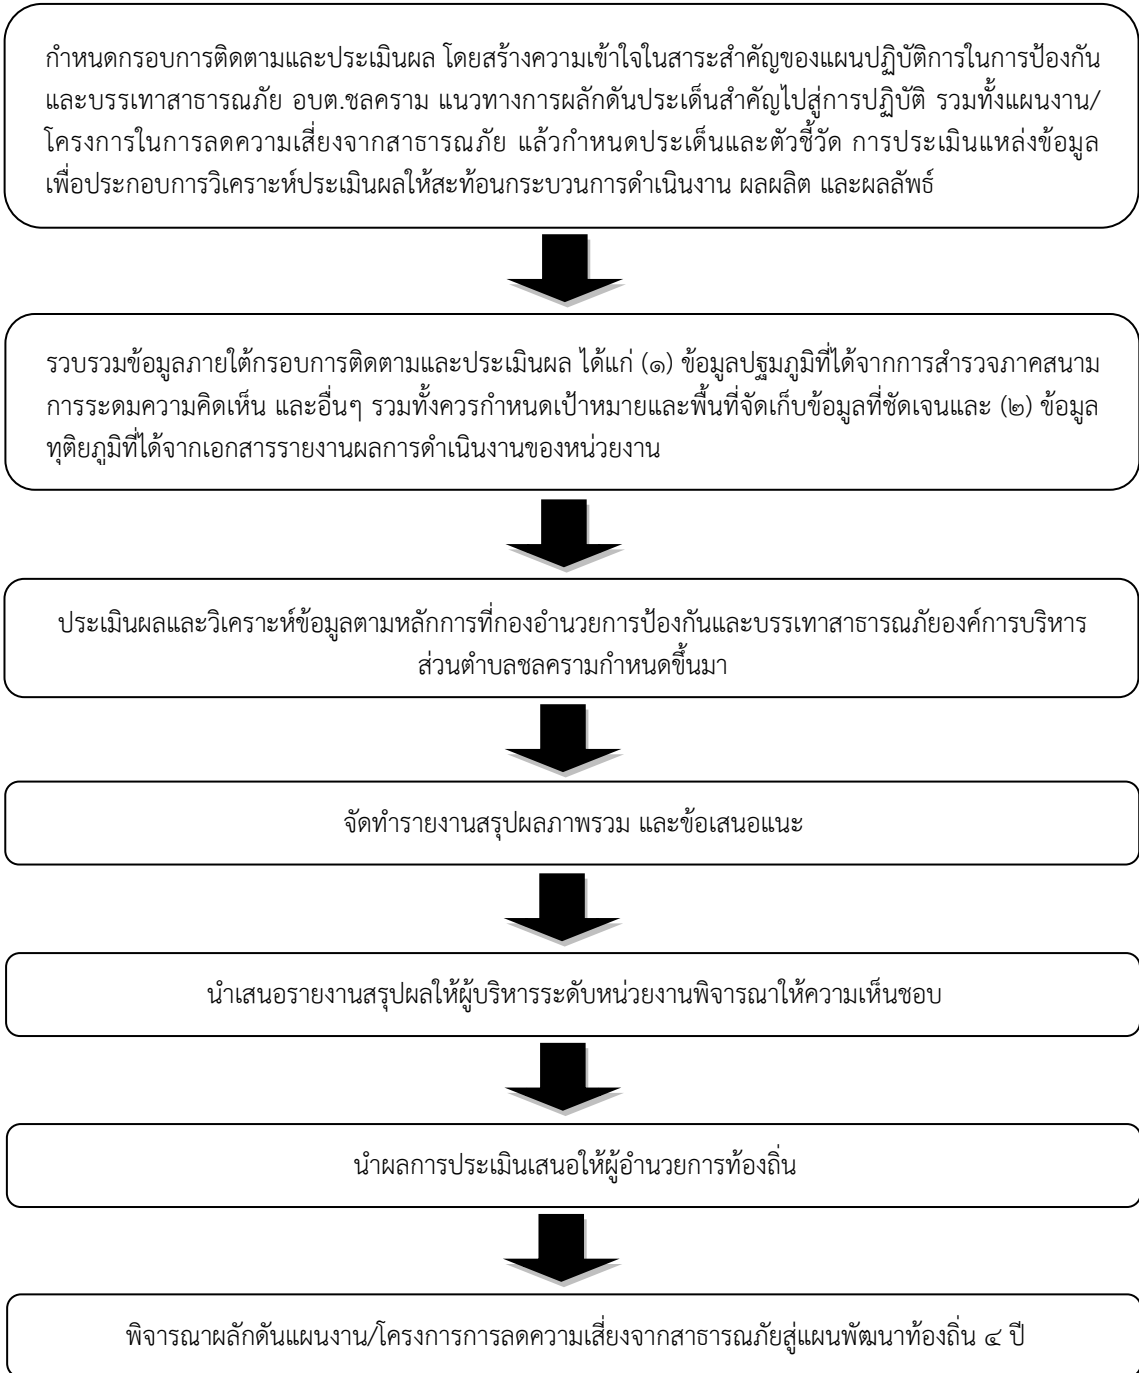 กำหนดกรอบการติดตามและประเมินผล โดยสร้างความเข้าใจในสาระสำคัญของแผนปฏิบัติการในการป้องกัน
และบรรเทาสาธารณภัย อบต.ชลคราม แนวทางการผลักดันประเด็นสำคัญไปสู่การปฏิบัติ รวมทั้งแผนงาน/
โครงการในการลดความเสี่ยงจากสาธารณภัย แล้วกำหนดประเด็นและตัวชี้วัด การประเมินแหล่งข้อมูล
เพื่อประกอบการวิเคราะห์ประเมินผลให้สะท้อนกระบวนการดำเนินงาน ผลผลิต และผลลัพธ์
รวบรวมข้อมูลภายใต้กรอบการติดตามและประเมินผล ได้แก่ (๑) ข้อมูลปฐมภูมิที่ได้จากการสำรวจภาคสนาม
การระดมความคิดเห็น และอื่นๆ รวมทั้งควรกำหนดเป้าหมายและพื้นที่จัดเก็บข้อมูลที่ชัดเจนและ (๒) ข้อมูล
ทุติยภูมิที่ได้จากเอกสารรายงานผลการดำเนินงานของหน่วยงาน
ประเมินผลและวิเคราะห์ข้อมูลตามหลักการที่กองอำนวยการป้องกันและบรรเทาสาธารณภัยองค์การบริหาร
ส่วนตำบลชลครามกำหนดขึ้นมา
จัดทำรายงานสรุปผลภาพรวม และข้อเสนอแนะ
นำเสนอรายงานสรุปผลให้ผู้บริหารระดับหน่วยงานพิจารณาให้ความเห็นชอบ
นำผลการประเมินเสนอให้ผู้อำนวยการท้องถิ่น
พิจารณาผลักดันแผนงาน/โครงการการลดความเสี่ยงจากสาธารณภัยสู่แผนพัฒนาท้องถิ่น ๔ ปี